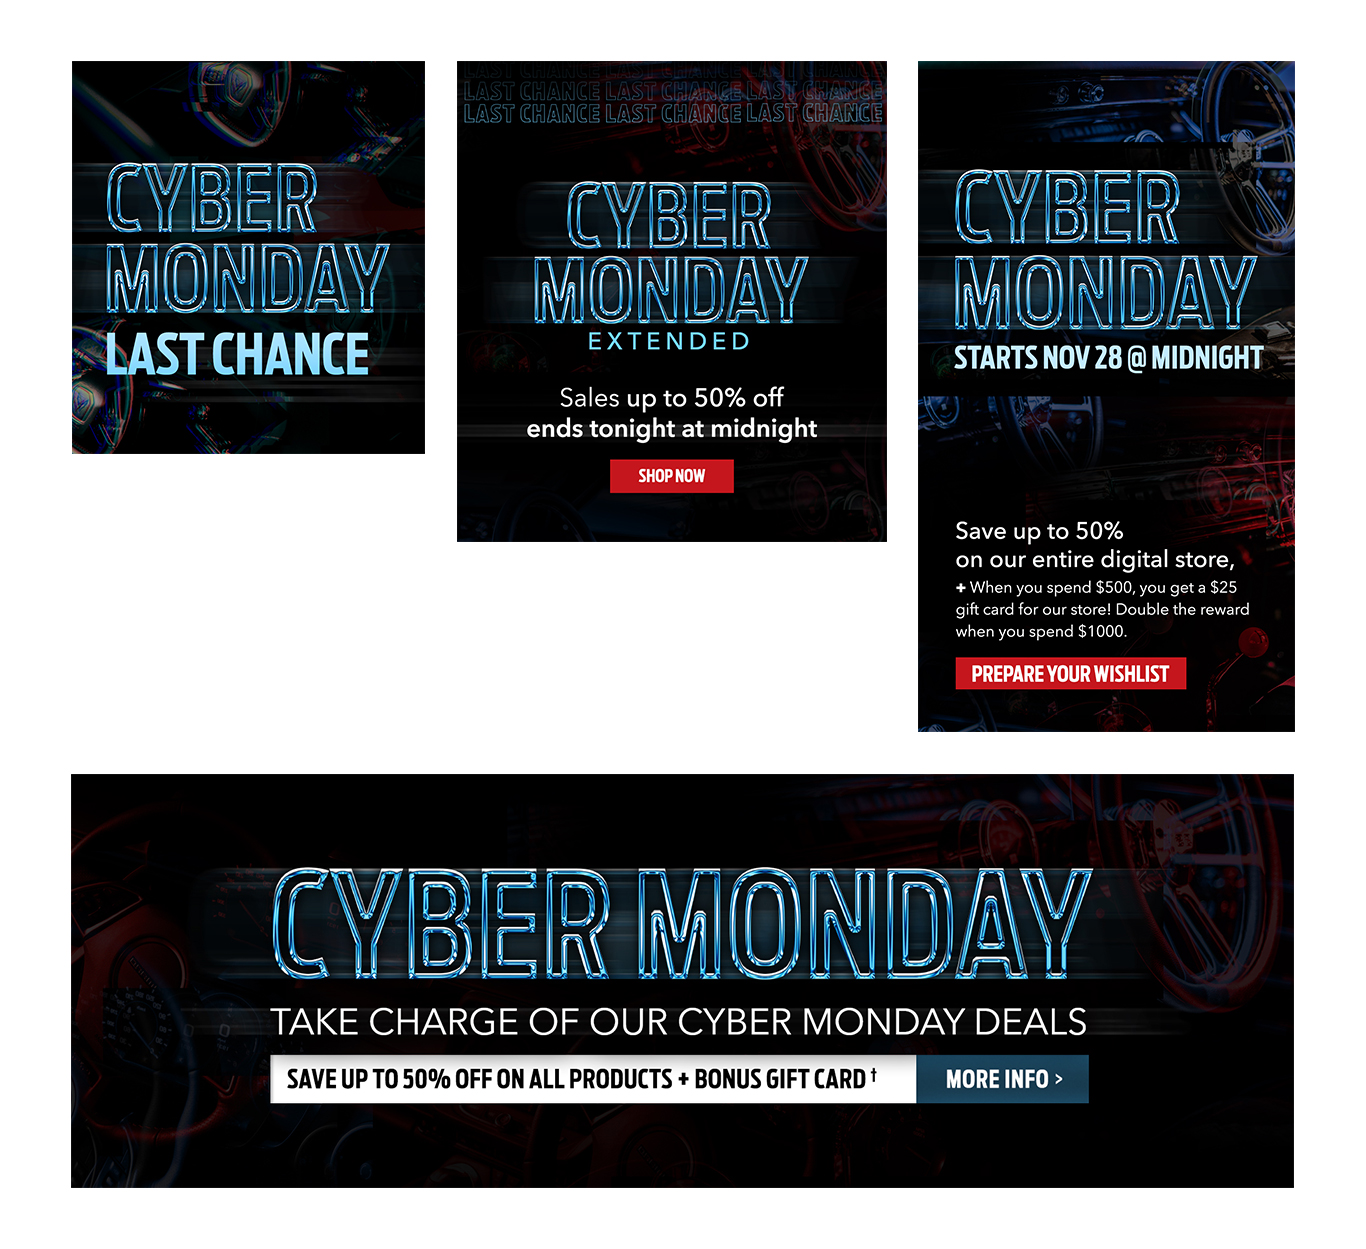 CYBER
MONDAY
LAST CHANCE
LAST CHANCE LAST CHANCE LAST CHANCE
LAST CHANCE LAST CHANCE LAST CHANCE
LAST CHANCE LAST CHANCE LAST CHANCE
CYBER
MONDAY
EXTENDED
Sales up to 50% off
ends tonight at midnight
SHOP NOW
CYBER
MONDAY
STARTS NOV 28 @ MIDNIGHT
Save up to 50%
on our entire digital store,
+ When you spend $500, you get a $25
gift card for our store! Double the reward
when you spend $1000.
PREPARE YOUR WISHLIST
CYBER MONDAY
TAKE CHARGE OF OUR CYBER MONDAY DEALS
SAVE UP TO 50% OFF ON ALL PRODUCTS + BONUS GIFT CARD †
MORE INFO >